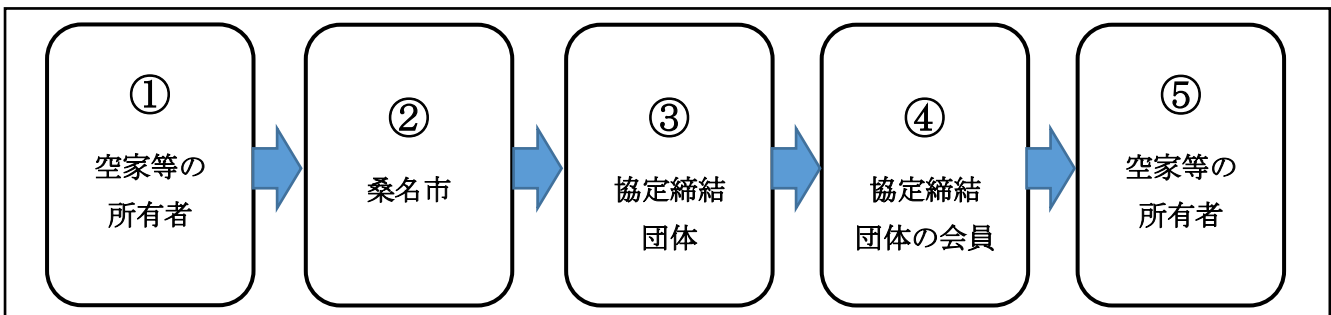 ①
空家等の
所有者
②
桑名市
③
協定締結
団体
④
協定締結
団体の会員
⑤
空家等の
所有者